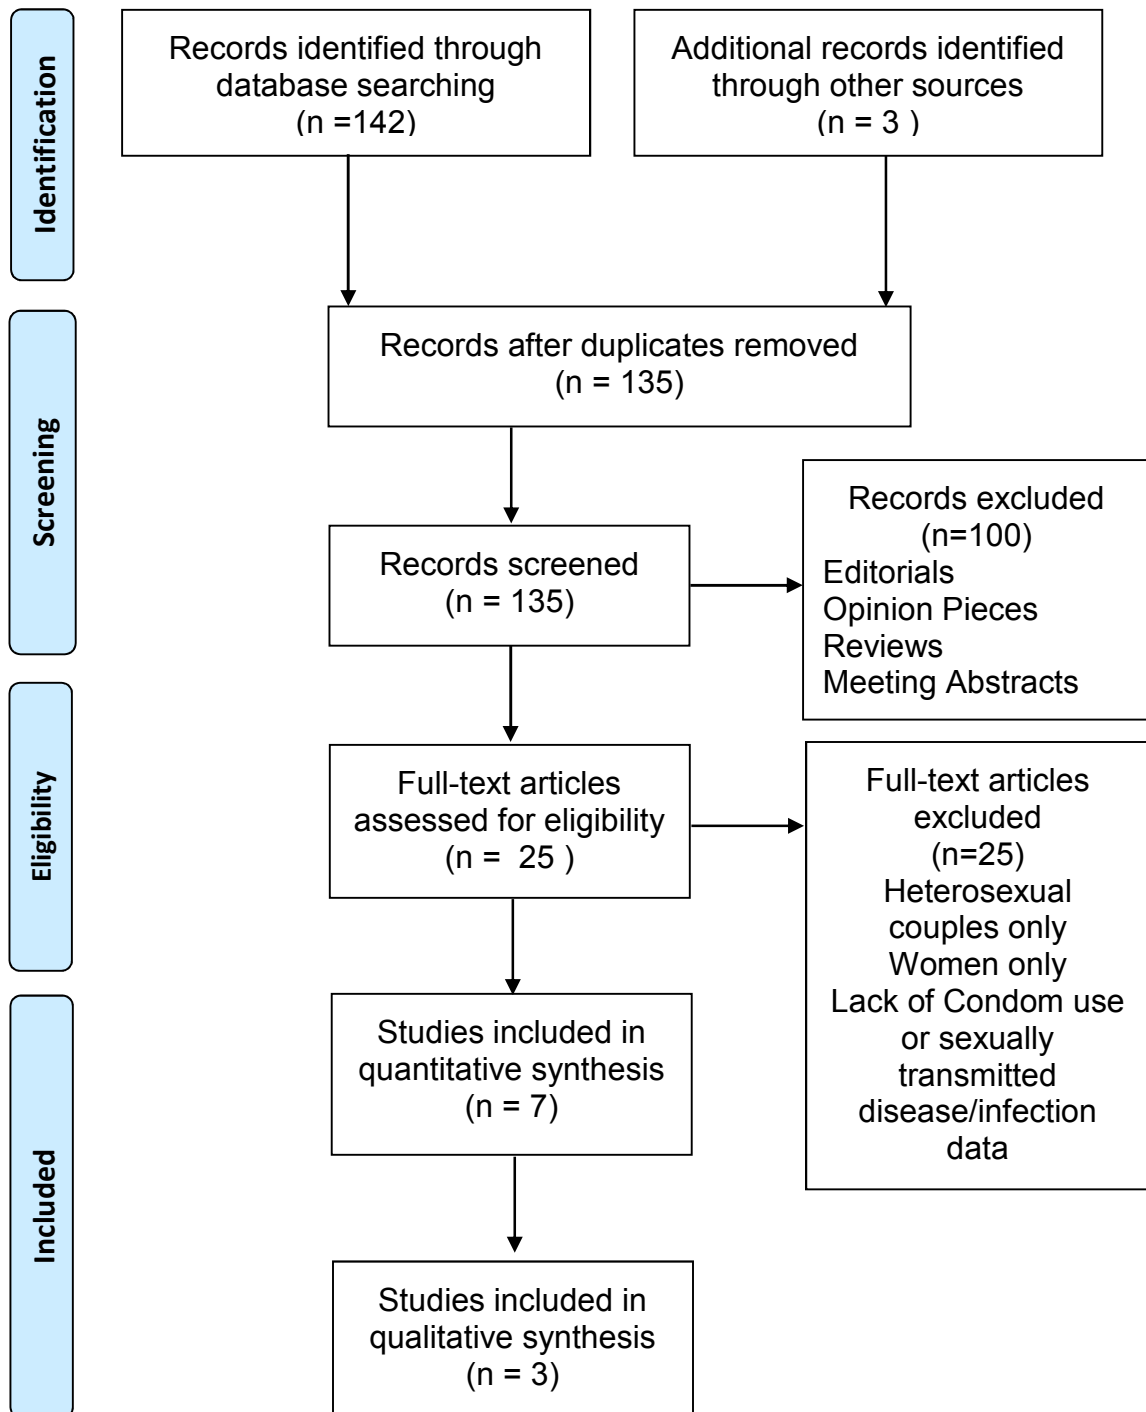 Identification
Records identified through
database searching
(n =142)
Additional records identified
through other sources
(n = 3 )
Screening
Records after duplicates removed
(n = 135)
Records screened
(n = 135)
Records excluded
(n=100)
Editorials
Opinion Pieces
Reviews
Meeting Abstracts
Eligibility
Full-text articles
assessed for eligibility
(n = 25 )
Full-text articles
excluded
(n=25)
Heterosexual
couples only
Women only
Lack of Condom use
or sexually
transmitted
disease/infection
data
Included
Studies included in
quantitative synthesis
(n = 7)
Studies included in
qualitative synthesis
(n = 3)